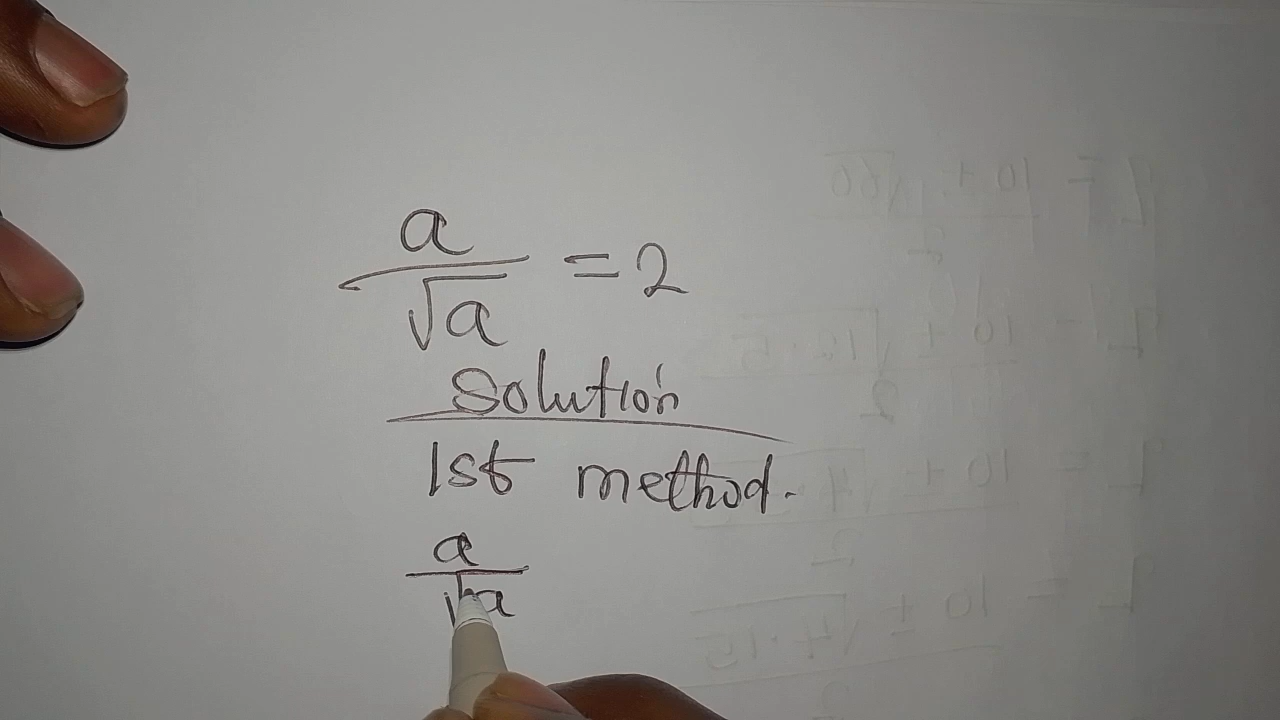 a/√a = 2
Solution
1st method.
a/√a